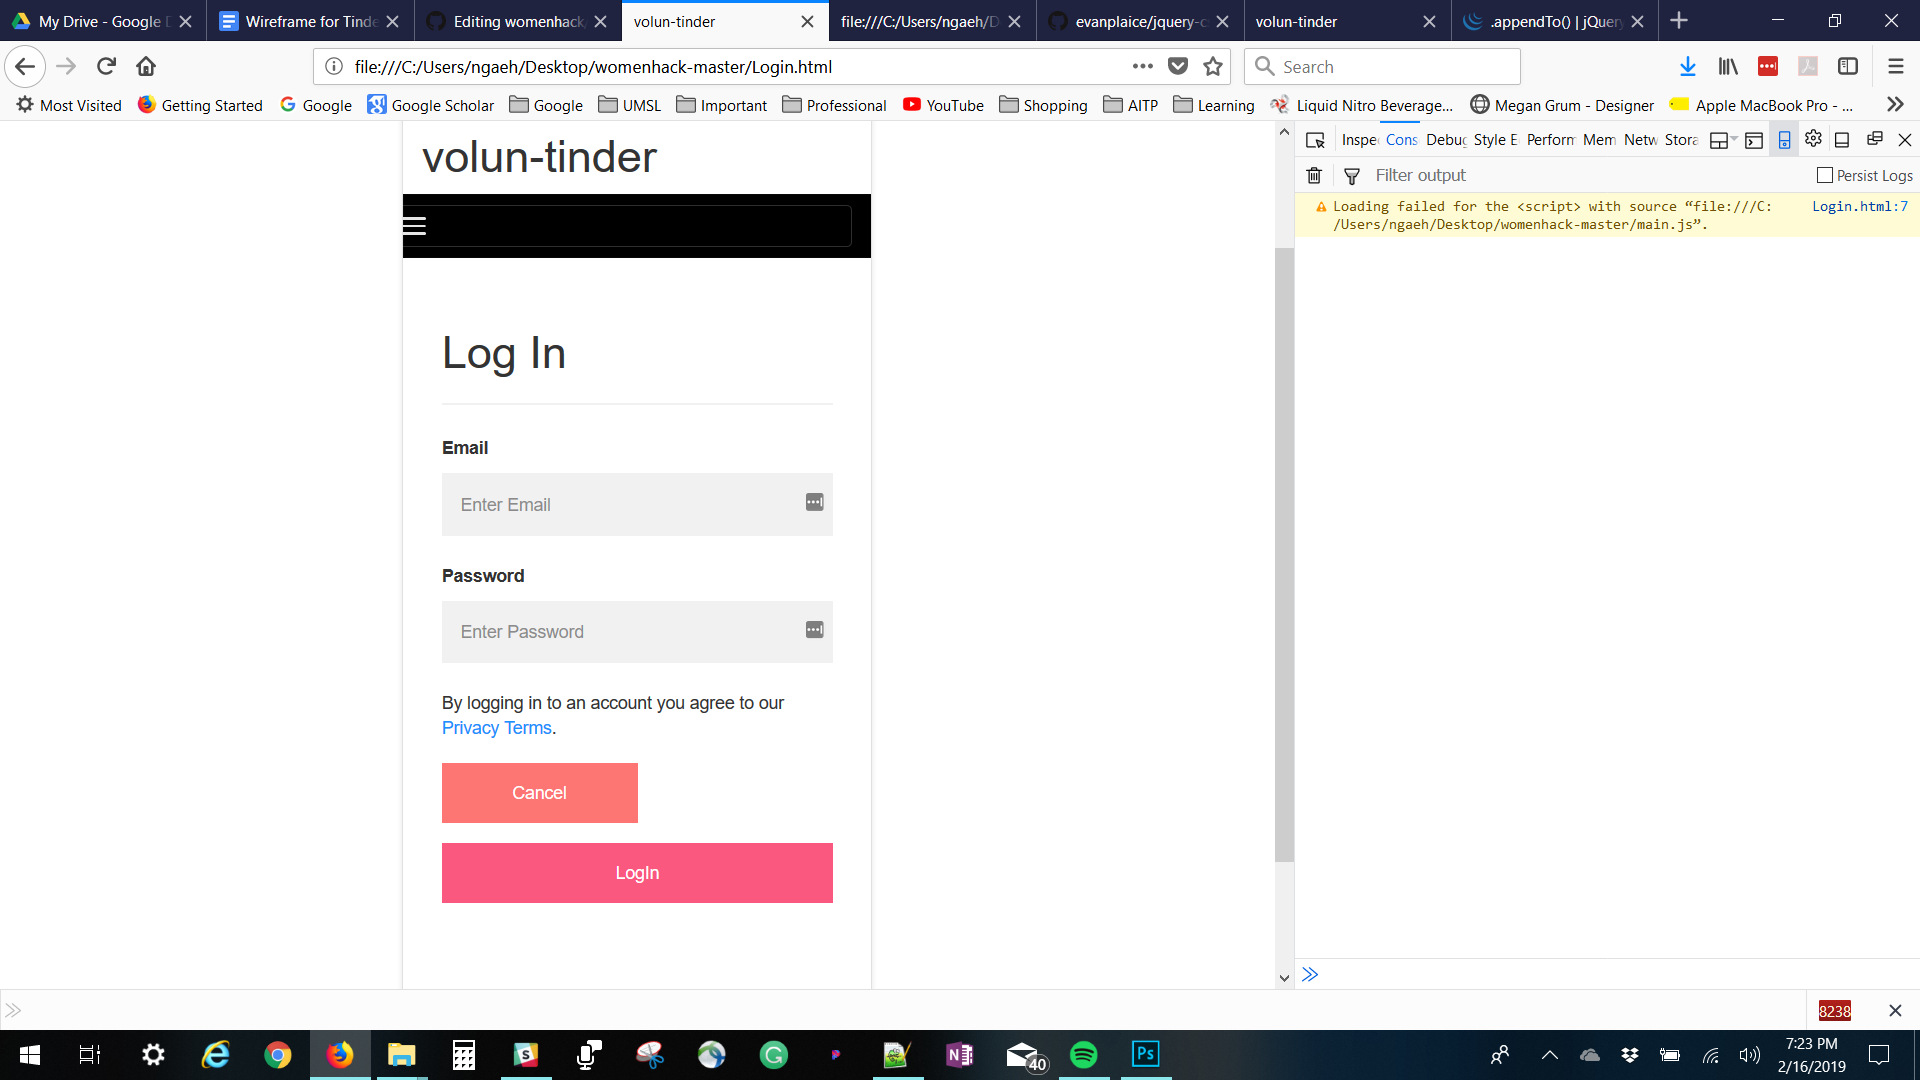 My Drive - Google D
Wireframe for Tinde
Editing womenhack
volun-tinder
file:///C:/Users/ngaeh/D
evanplaice/jquery-c
volun-tinder
.appendTo() | jQuery
file:///C:/Users/ngaeh/Desktop/womenhack-master/Login.html
Search
Most Visited
Getting Started
Google
Google Scholar
Google
UMSL
Important
Professional
YouTube
Shopping
AITP
Learning
Liquid Nitro Beverage...
Megan Grum - Designer
Apple MacBook Pro - ...
volun-tinder
Inspe
Cons
Debug
Style E
Perform
Mem
Netw
Stora
Filter output
Persist Logs
Loading failed for the <script> with source “file:///C:
/Users/ngaeh/Desktop/womenhack-master/main.js”.
Login.html:7
Log In
Email
Enter Email
Password
Enter Password
By logging in to an account you agree to our
Privacy Terms.
Cancel
LogIn
8238
40
Ps
7:23 PM
2/16/2019